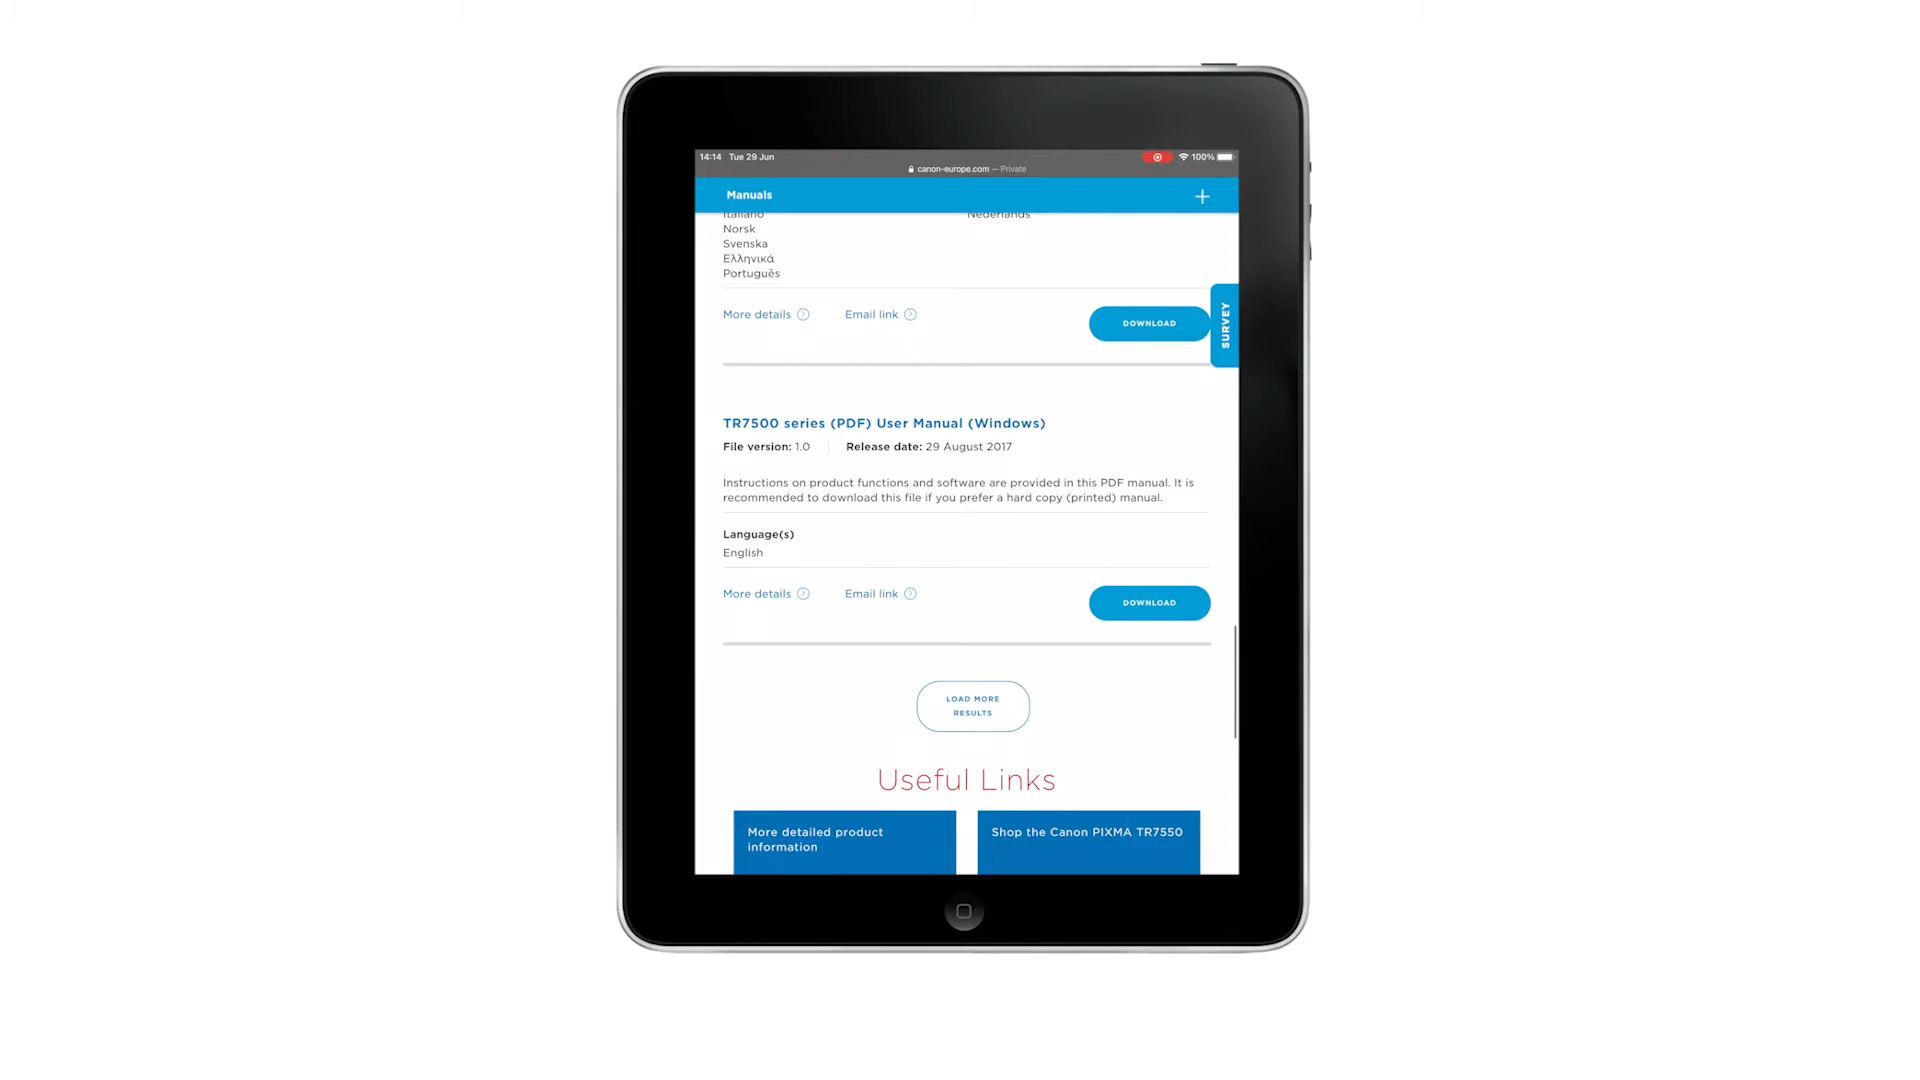 14:14 Tue 29 Jun
100%
canon-europe.com — Private
Manuals
Italiano Nederlands
Norsk
Svenska
Ελληνικά
Português
More details Email link
DOWNLOAD
SURVEY
TR7500 series (PDF) User Manual (Windows)
File version: 1.0 Release date: 29 August 2017
Instructions on product functions and software are provided in this PDF manual. It is
recommended to download this file if you prefer a hard copy (printed) manual.
Language(s)
English
More details Email link
DOWNLOAD
LOAD MORE
RESULTS
Useful Links
More detailed product
information
Shop the Canon PIXMA TR7550